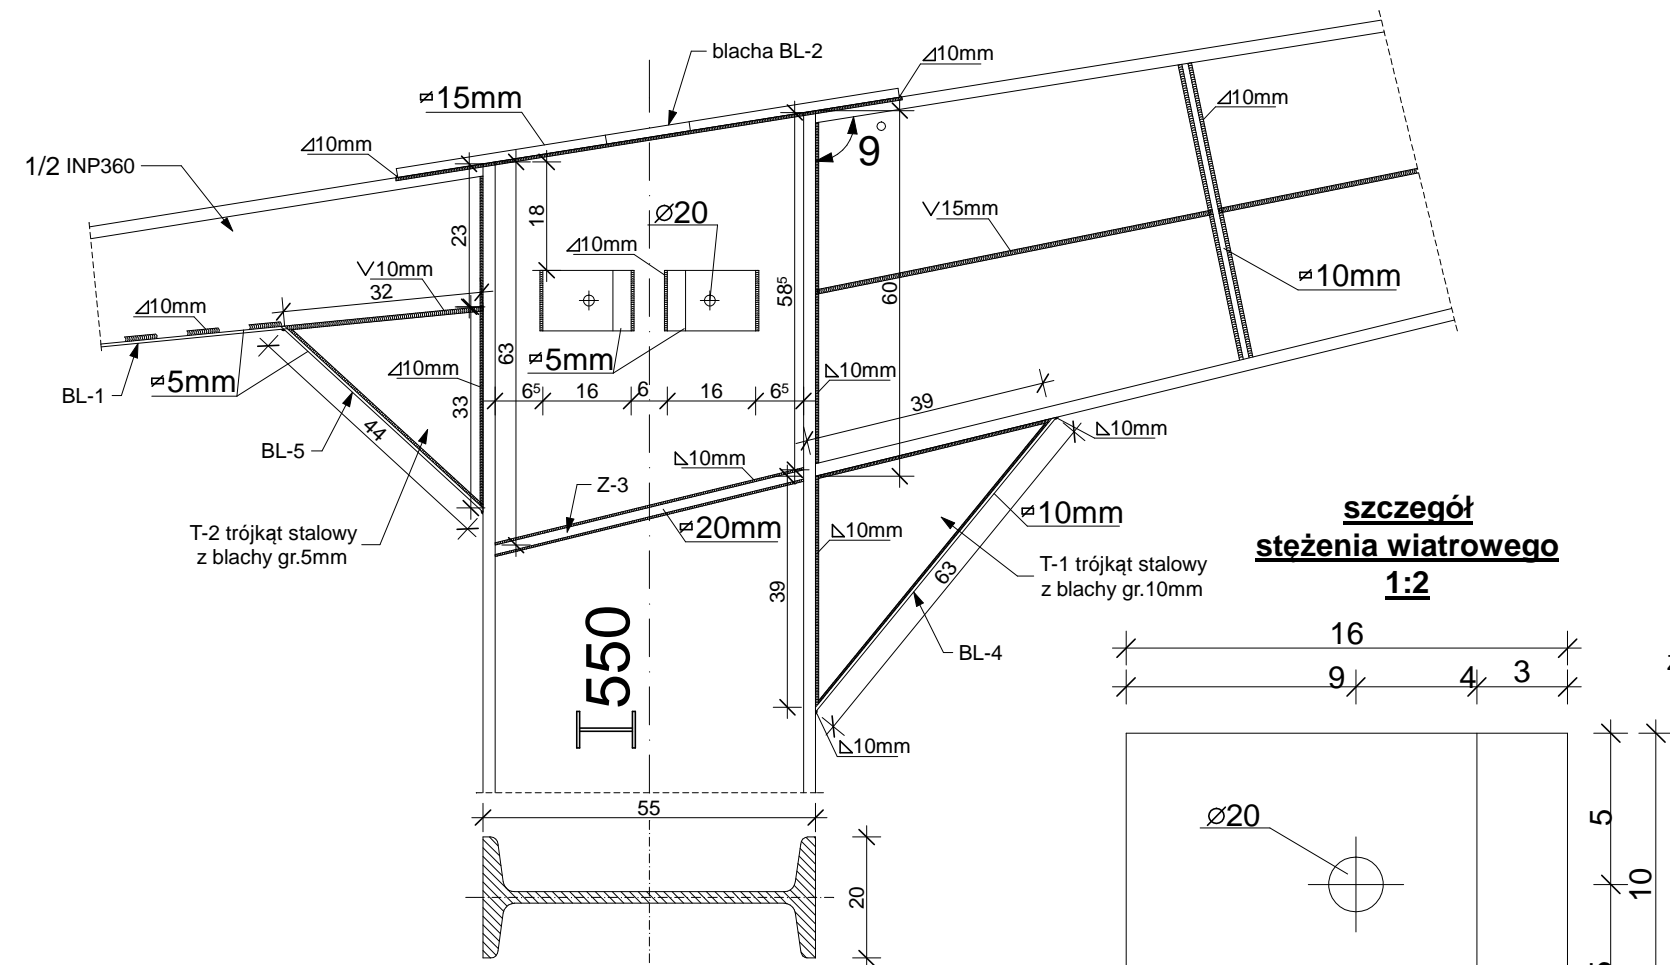 blacha BL-2
⊿10mm
15mm
⊿10mm
⊿10mm
1/2 INP360
9°
23
18
⌀20
⊿10mm
V15mm
V10mm
32
58⁵
60
10mm
⊿10mm
63
5mm
5mm
⊿10mm
⊿10mm
BL-1
6⁵
16
6
16
6⁵
39
33
44
⊿10mm
BL-5
⊿10mm
Z-3
szczegół
stężenia wiatrowego
1:2
20mm
10mm
T-2 trójkąt stalowy
z blachy gr.5mm
⊿10mm
T-1 trójkąt stalowy
z blachy gr.10mm
63
39
550
BL-4
16
9
4
3
⊿10mm
55
⌀20
5
10
20